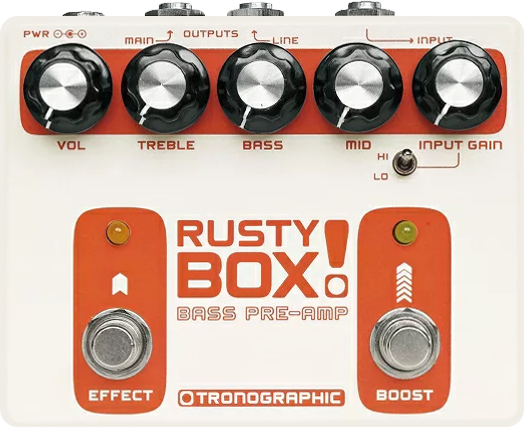 PWR
OUTPUTS
MAIN
LINE
INPUT
VOL
TREBLE
BASS
MID
INPUT GAIN
HI
LO
RUSTY
BOX!
BASS PRE-AMP
EFFECT
TRONOGRAPHIC
BOOST